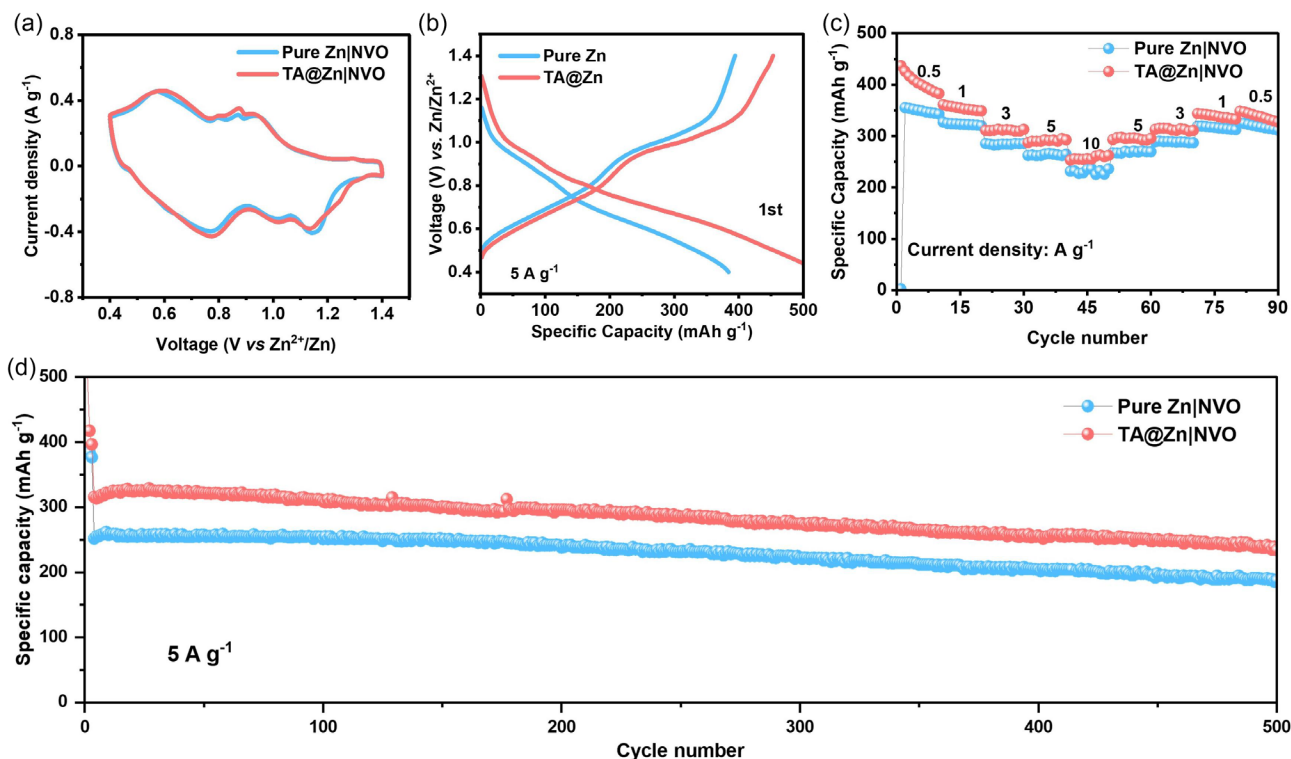 (a)
Pure Zn|NVO
TA@Zn|NVO
Current density (A g⁻¹)
0.8
0.4
0.0
-0.4
-0.8
0.4 0.6 0.8 1.0 1.2 1.4
Voltage (V vs Zn²⁺/Zn)
(b)
Pure Zn
TA@Zn
Voltage (V) vs. Zn/Zn²⁺
1.4
1.2
1.0
0.8
0.6
0.4
1st
5 A g⁻¹
0 100 200 300 400 500
Specific Capacity (mAh g⁻¹)
(c)
Pure Zn|NVO
TA@Zn|NVO
Specific Capacity (mAh g⁻¹)
500
400
300
200
100
0
0.5 1 3 5 10 5 3 1 0.5
Current density: A g⁻¹
0 15 30 45 60 75 90
Cycle number
(d)
Pure Zn|NVO
TA@Zn|NVO
Specific capacity (mAh g⁻¹)
500
400
300
200
100
0
5 A g⁻¹
0 100 200 300 400 500
Cycle number